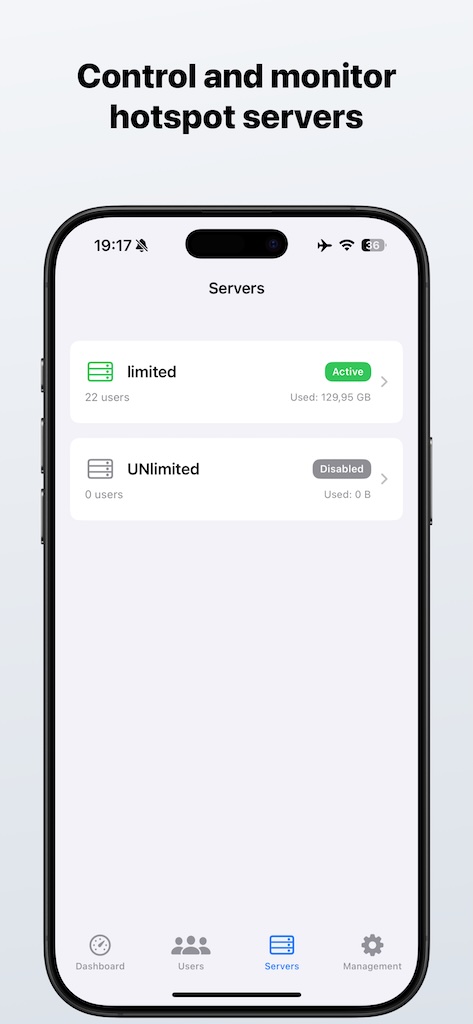 Control and monitor
hotspot servers
19:17
36
Servers
limited
Active
22 users
Used: 129,95 GB
UNlimited
Disabled
0 users
Used: 0 B
Dashboard
Users
Servers
Management